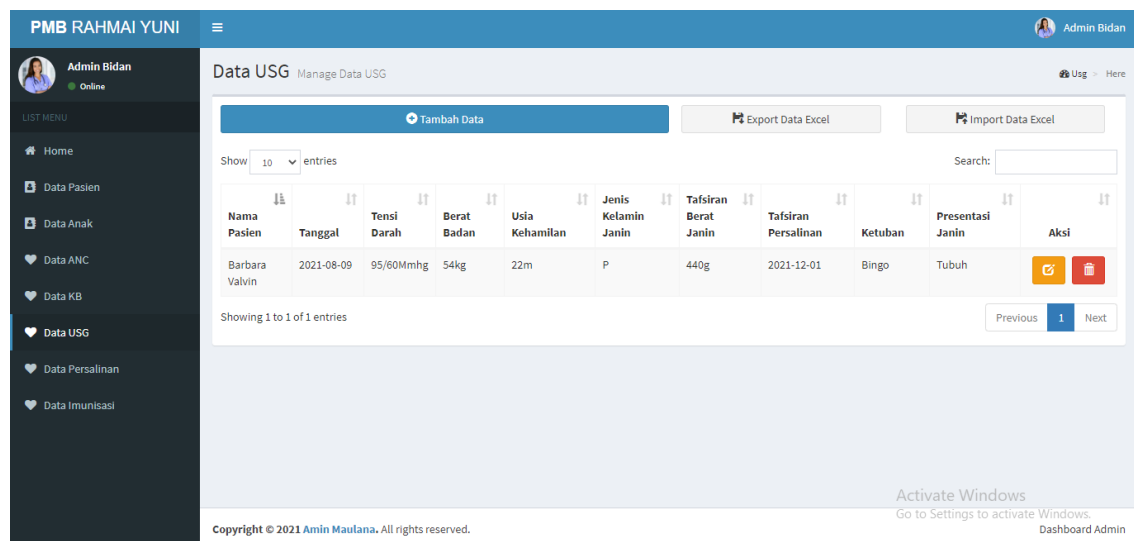 PMB RAHMAI YUNI
Admin Bidan
Admin Bidan
Online
LIST MENU
Home
Data Pasien
Data Anak
Data ANC
Data KB
Data USG
Data Persalinan
Data Imunisasi
Data USG Manage Data USG
Usg > Here
Tambah Data
Export Data Excel
Import Data Excel
Show 10 entries
Search:
Nama Pasien Tanggal Tensi Darah Berat Badan Usia Kehamilan Jenis Kelamin Janin Tafsiran Berat Janin Tafsiran Persalinan Ketuban Presentasi Janin Aksi
Barbara Valvin 2021-08-09 95/60Mmhg 54kg 22m P 440g 2021-12-01 Bingo Tubuh
Showing 1 to 1 of 1 entries
Previous 1 Next
Activate Windows
Go to Settings to activate Windows.
Copyright © 2021 Amin Maulana. All rights reserved.
Dashboard Admin